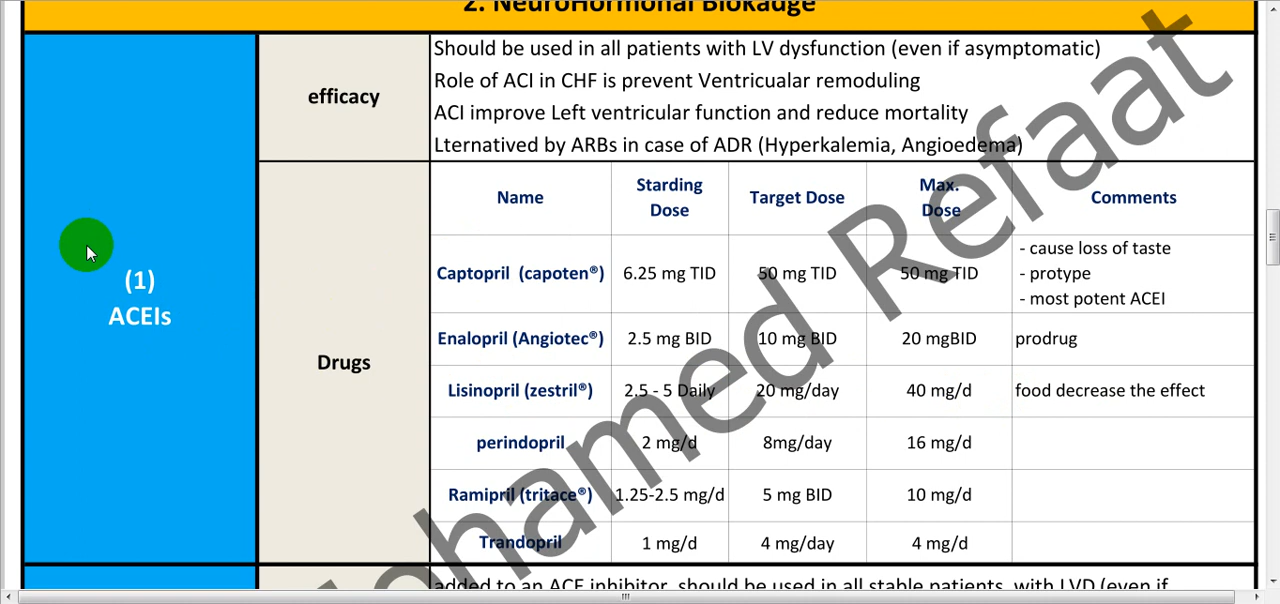 2. NeuroHormonal Blokadge
efficacy
Should be used in all patients with LV dysfunction (even if asymptomatic)
Role of ACI in CHF is prevent Ventricualar remoduling
ACI improve Left ventricular function and reduce mortality
Lternatived by ARBs in case of ADR (Hyperkalemia, Angioedema)
(1)
ACEIs
Drugs
Name Starding Dose Target Dose Max. Dose Comments
Captopril (capoten®) 6.25 mg TID 50 mg TID 50 mg TID - cause loss of taste
- protype
- most potent ACEI
Enalopril (Angiotec®) 2.5 mg BID 10 mg BID 20 mgBID prodrug
Lisinopril (zestril®) 2.5 - 5 Daily 20 mg/day 40 mg/d food decrease the effect
perindopril 2 mg/d 8mg/day 16 mg/d
Ramipril (tritace®) 1.25-2.5 mg/d 5 mg BID 10 mg/d
Trandopril 1 mg/d 4 mg/day 4 mg/d
added to an ACE inhibitor, should be used in all stable patients with LVD (even if
ohamed Refaat